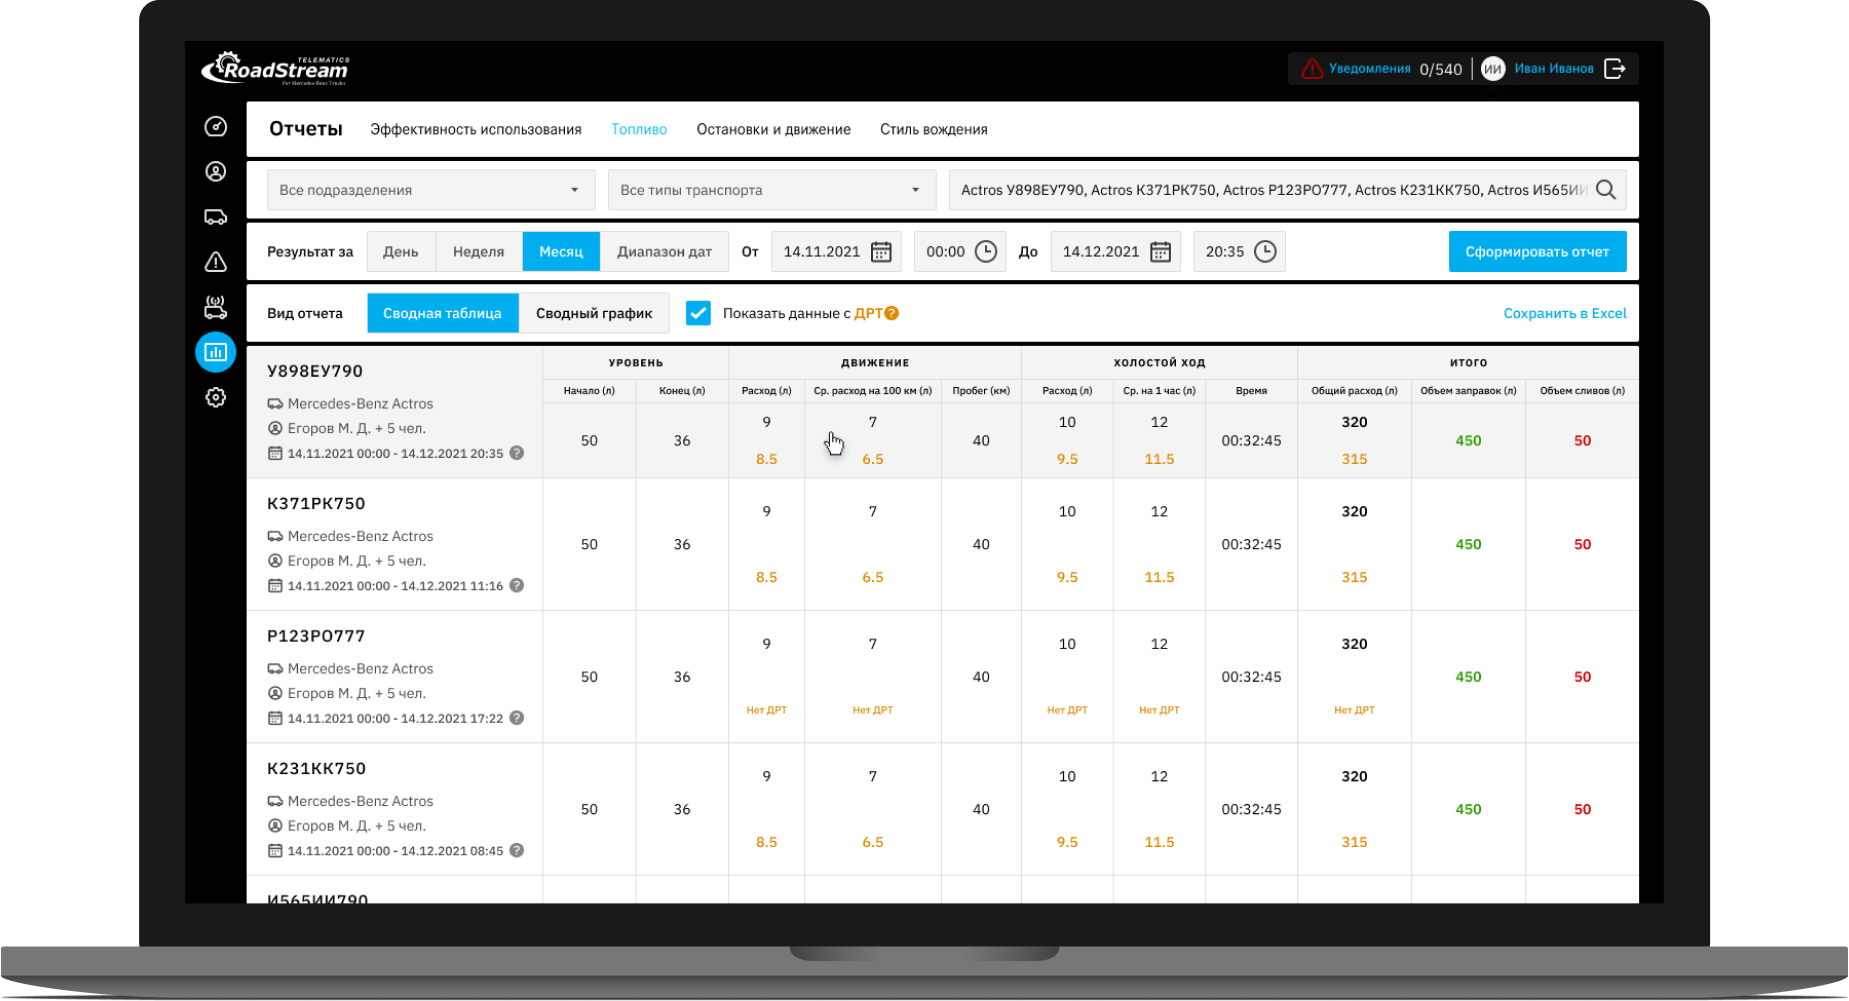 TELEMATICS
RoadStream
For Mercedes-Benz Trucks
Уведомления 0/540 ИИ Иван Иванов
Отчеты Эффективность использования Топливо Остановки и движение Стиль вождения
Все подразделения Все типы транспорта Actros У898ЕУ790, Actros К371РК750, Actros Р123РО777, Actros К231КК750, Actros И565ИИ
Результат за День Неделя Месяц Диапазон дат От 14.11.2021 00:00 До 14.12.2021 20:35 Сформировать отчет
Вид отчета Сводная таблица Сводный график Показать данные с ДРТ ? Сохранить в Excel
УРОВЕНЬ ДВИЖЕНИЕ ХОЛОСТОЙ ХОД ИТОГО
Начало (л) Конец (л) Расход (л) Ср. расход на 100 км (л) Пробег (км) Расход (л) Ср. на 1 час (л) Время Общий расход (л) Объем заправок (л) Объем сливов (л)
У898ЕУ790
Mercedes-Benz Actros
Егоров М. Д. + 5 чел.
14.11.2021 00:00 - 14.12.2021 20:35 ?
9 7 10 12 320
50 36 40 00:32:45 450 50
8.5 6.5 9.5 11.5 315
К371РК750
Mercedes-Benz Actros
Егоров М. Д. + 5 чел.
14.11.2021 00:00 - 14.12.2021 11:16 ?
9 7 10 12 320
50 36 40 00:32:45 450 50
8.5 6.5 9.5 11.5 315
Р123РО777
Mercedes-Benz Actros
Егоров М. Д. + 5 чел.
14.11.2021 00:00 - 14.12.2021 17:22 ?
9 7 10 12 320
50 36 40 00:32:45 450 50
Нет ДРТ Нет ДРТ Нет ДРТ Нет ДРТ Нет ДРТ
К231КК750
Mercedes-Benz Actros
Егоров М. Д. + 5 чел.
14.11.2021 00:00 - 14.12.2021 08:45 ?
9 7 10 12 320
50 36 40 00:32:45 450 50
8.5 6.5 9.5 11.5 315
И565ИИ790